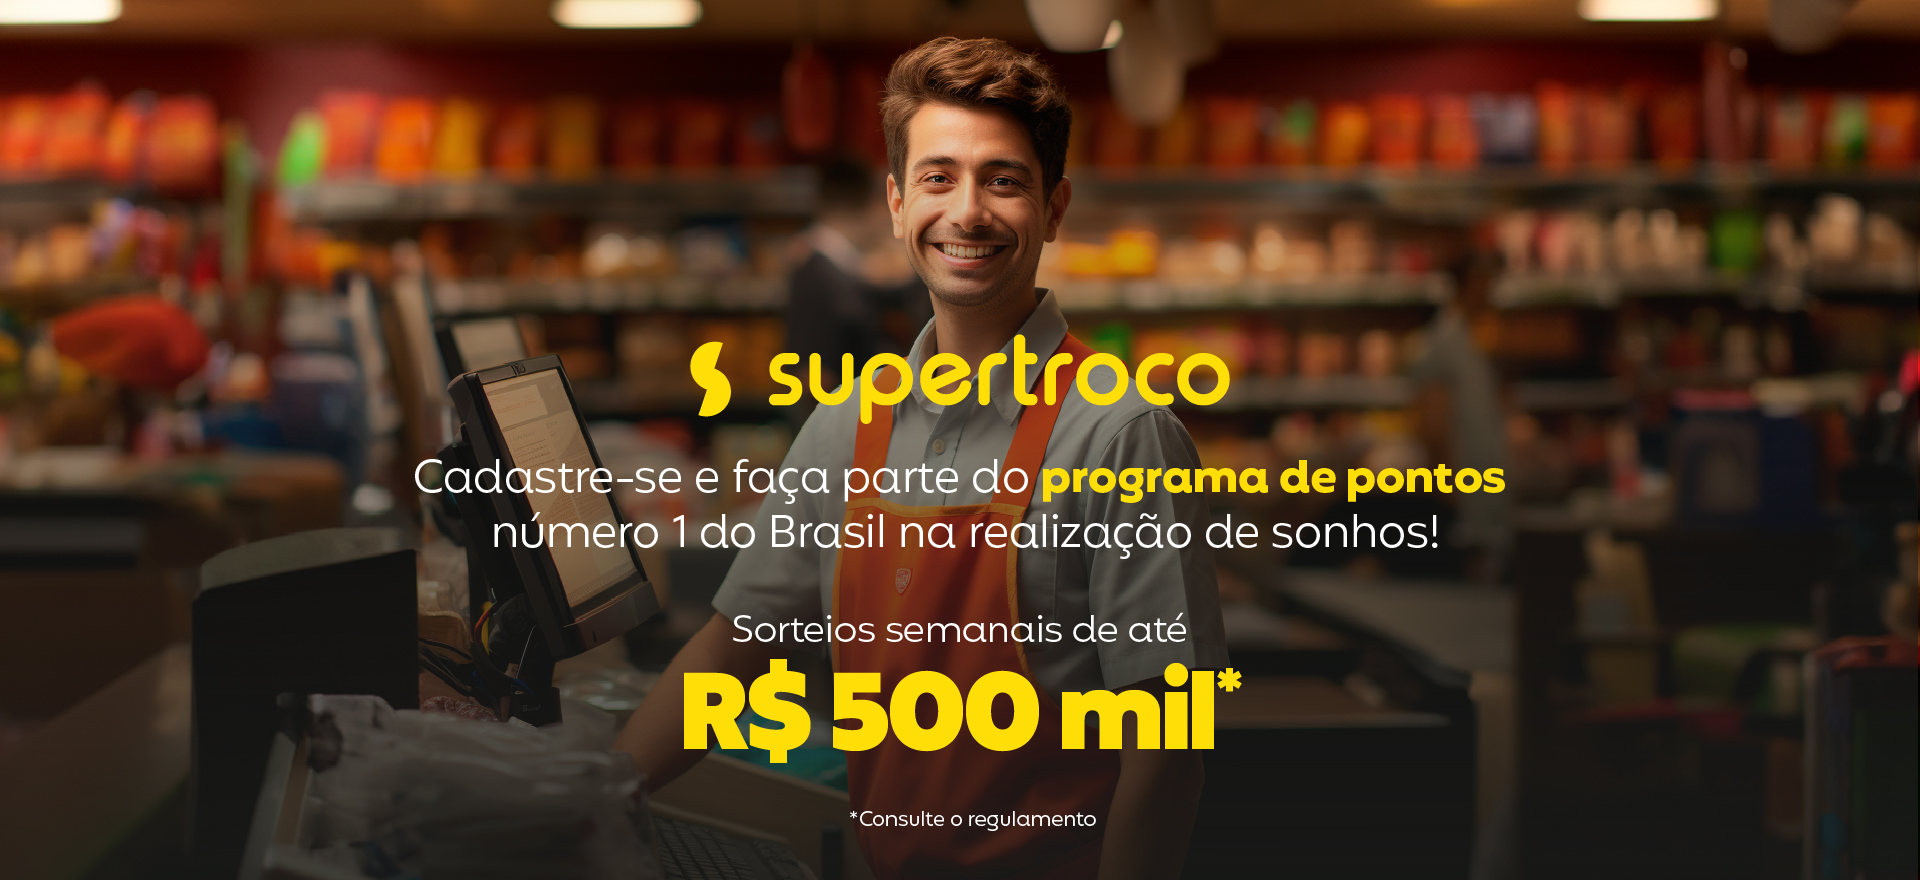 supertroco
Cadastre-se e faça parte do programa de pontos
número 1 do Brasil na realização de sonhos!
Sorteios semanais de até
R$ 500 mil*
*Consulte o regulamento